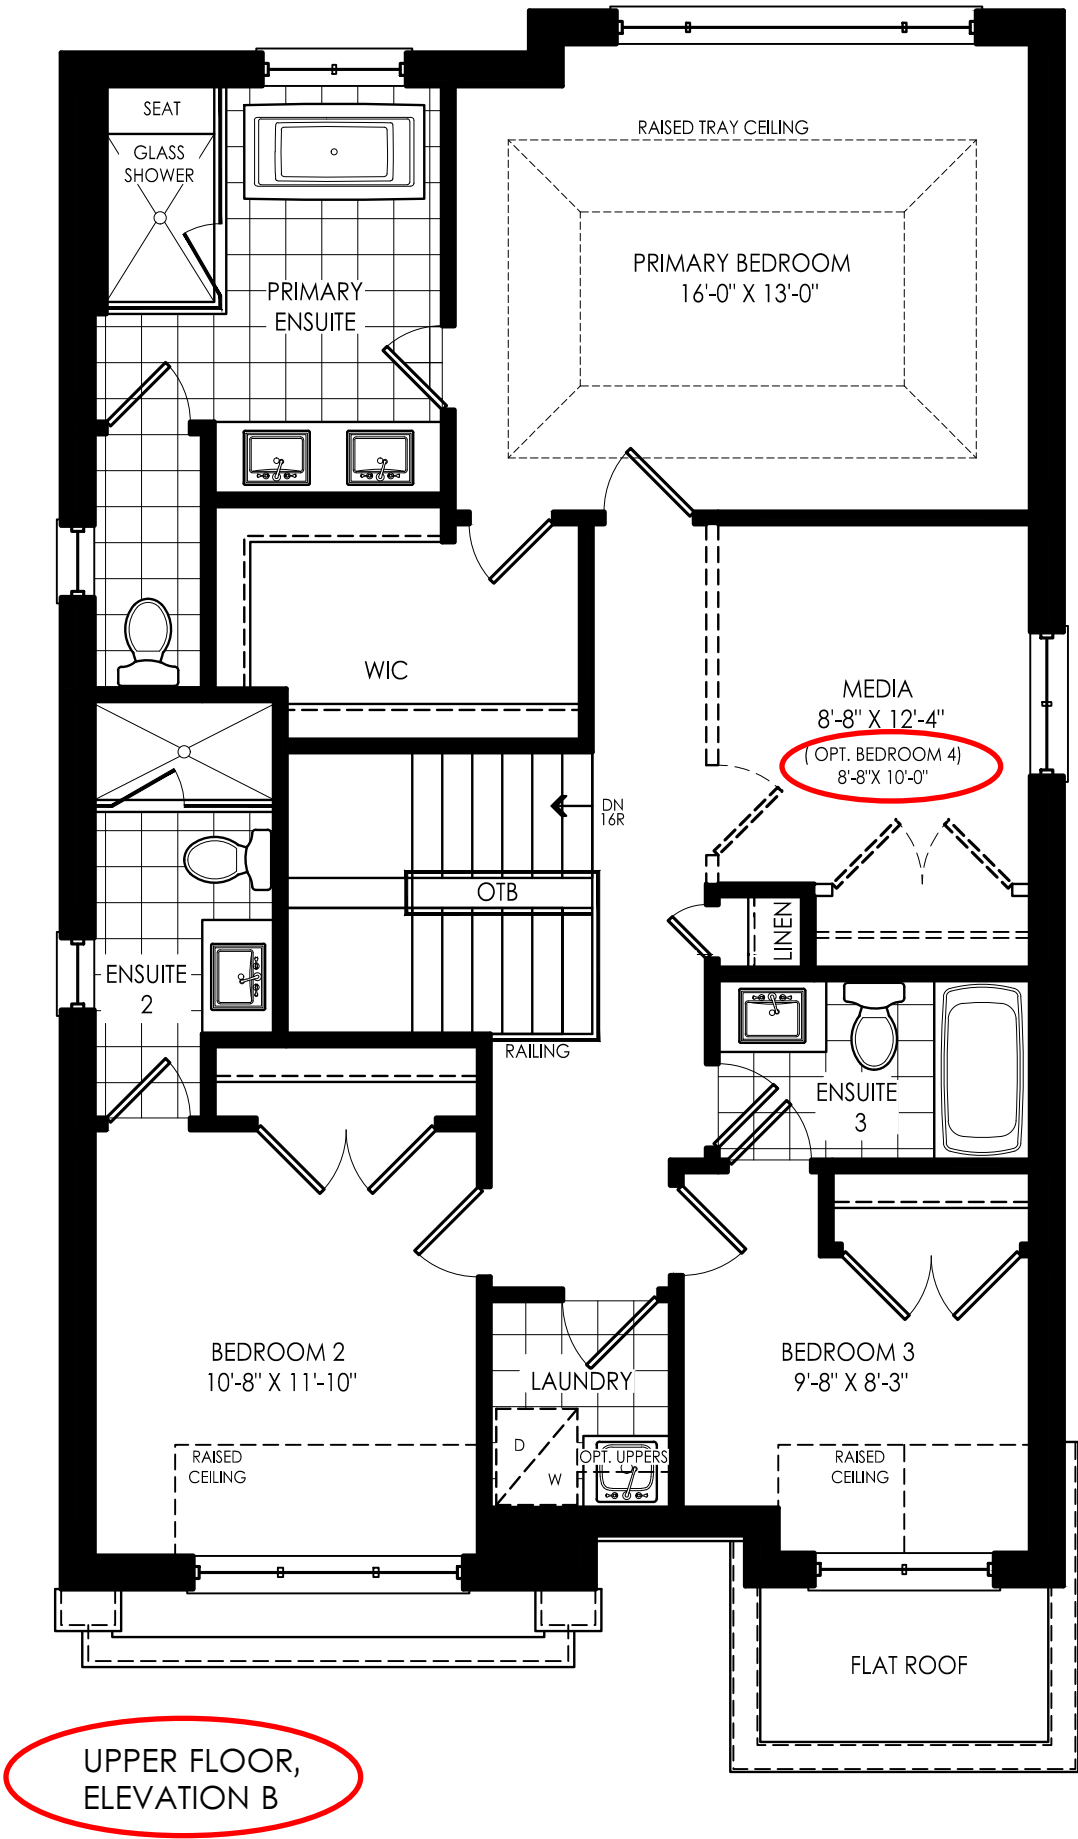 SEAT
GLASS
SHOWER
RAISED TRAY CEILING
PRIMARY BEDROOM
16'-0" X 13'-0"
PRIMARY
ENSUITE
WIC
MEDIA
8'-8" X 12'-4"
( OPT. BEDROOM 4)
8'-8"X 10'-0"
DN
16R
OTB
LINEN
ENSUITE
2
RAILING
ENSUITE
3
BEDROOM 2
10'-8" X 11'-10"
LAUNDRY
BEDROOM 3
9'-8" X 8'-3"
RAISED
CEILING
D
W
OPT. UPPERS
RAISED
CEILING
FLAT ROOF
UPPER FLOOR,
ELEVATION B